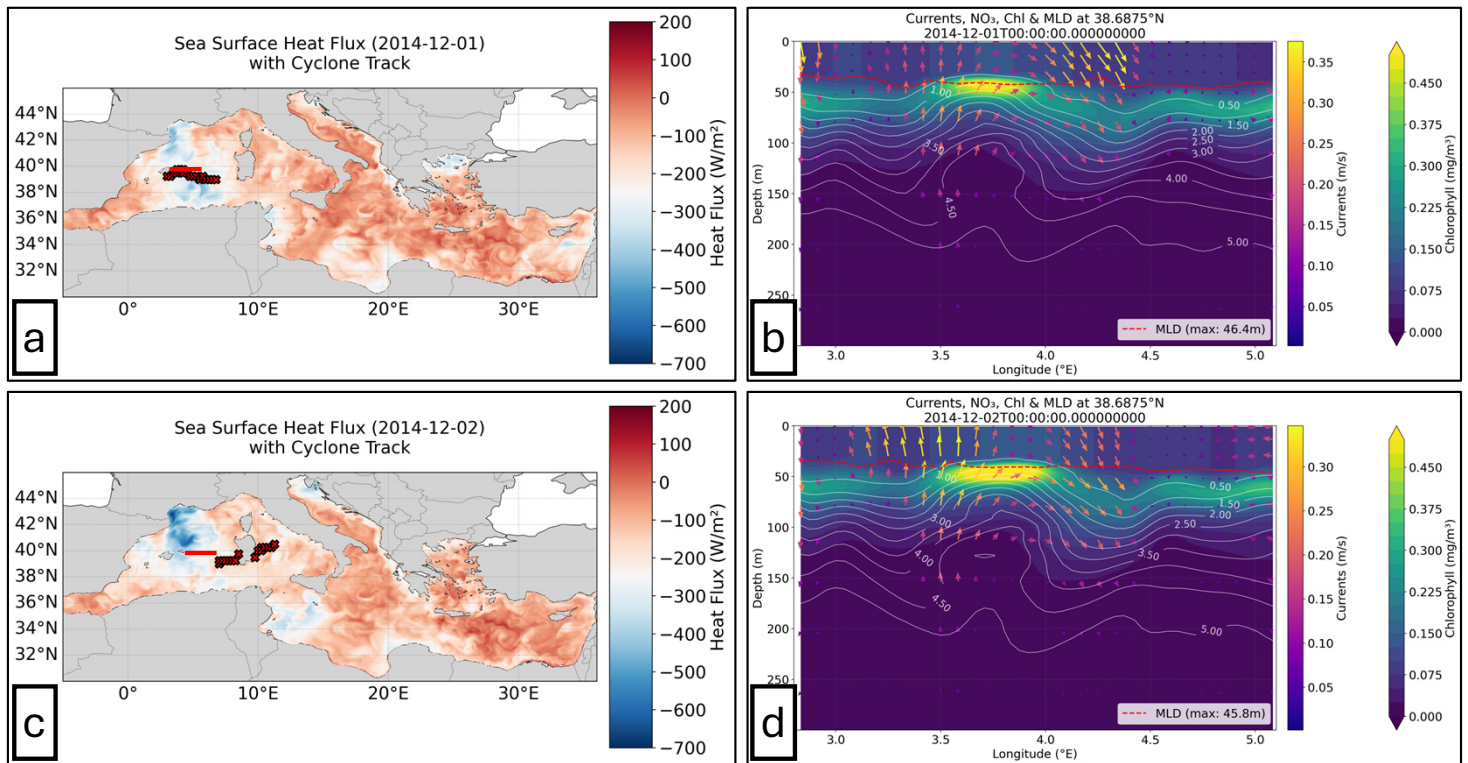 Sea Surface Heat Flux (2014-12-01)
with Cyclone Track
44°N
42°N
40°N
38°N
36°N
34°N
32°N
0°
10°E
20°E
30°E
200
100
0
−100
−200
−300
−400
−500
−600
−700
Heat Flux (W/m²)
a
Currents, NO₃, Chl & MLD at 38.6875°N
2014-12-01T00:00:00.000000000
0
50
100
150
200
250
Depth (m)
1.00
0.50
1.50
2.00
2.50
3.00
3.50
4.00
4.50
5.00
MLD (max: 46.4m)
3.0
3.5
4.0
4.5
5.0
Longitude (°E)
0.35
0.30
0.25
0.20
0.15
0.10
0.05
Currents (m/s)
0.450
0.375
0.300
0.225
0.150
0.075
0.000
Chlorophyll (mg/m³)
b
Sea Surface Heat Flux (2014-12-02)
with Cyclone Track
44°N
42°N
40°N
38°N
36°N
34°N
32°N
0°
10°E
20°E
30°E
200
100
0
−100
−200
−300
−400
−500
−600
−700
Heat Flux (W/m²)
c
Currents, NO₃, Chl & MLD at 38.6875°N
2014-12-02T00:00:00.000000000
0
50
100
150
200
250
Depth (m)
1.00
0.50
1.50
2.00
2.50
3.00
3.50
4.00
4.50
5.00
MLD (max: 45.8m)
3.0
3.5
4.0
4.5
5.0
Longitude (°E)
0.30
0.25
0.20
0.15
0.10
0.05
Currents (m/s)
0.450
0.375
0.300
0.225
0.150
0.075
0.000
Chlorophyll (mg/m³)
d